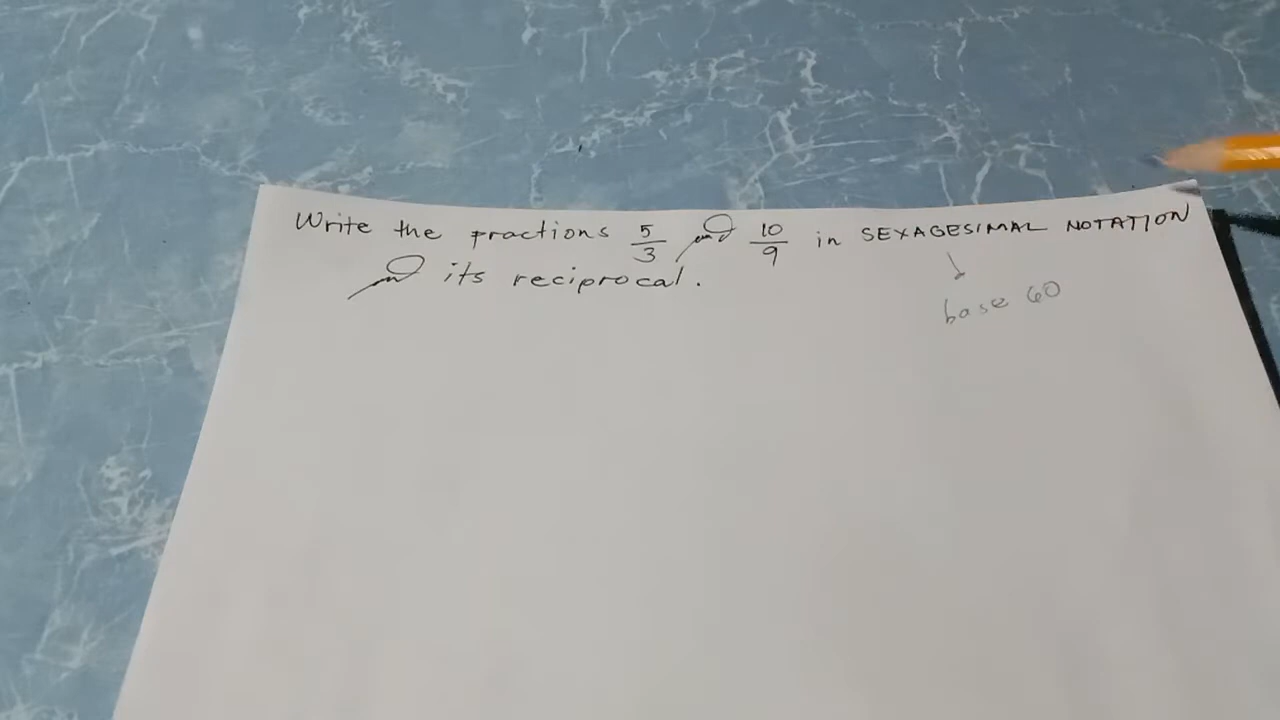 Write the fractions 5/3 and 10/9 in SEXAGESIMAL NOTATION
and its reciprocal.
base 60